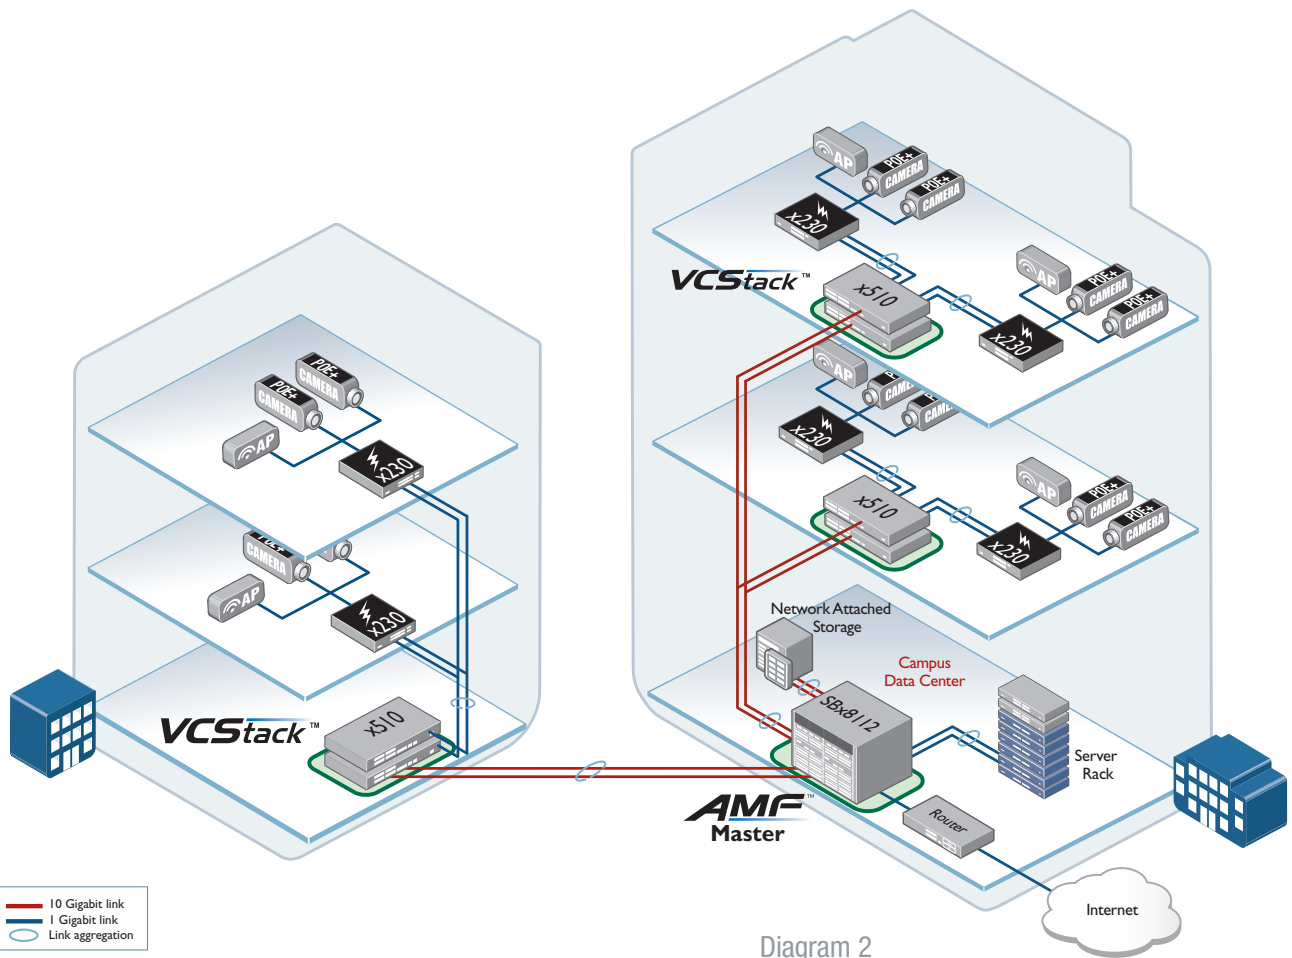 AP
POE+
CAMERA
POE+
CAMERA
x230
VCStack™
x510
AP
POE+
CAMERA
POE+
CAMERA
x230
AP
x230
x510
AP
POE+
CAMERA
POE+
CAMERA
x230
POE+
CAMERA
POE+
CAMERA
AP
x230
CAMERA
AP
x230
VCStack™
x510
Network Attached
Storage
Campus
Data Center
SBx8112
Server
Rack
AMF™
Master
Router
Internet
10 Gigabit link
1 Gigabit link
Link aggregation
Diagram 2